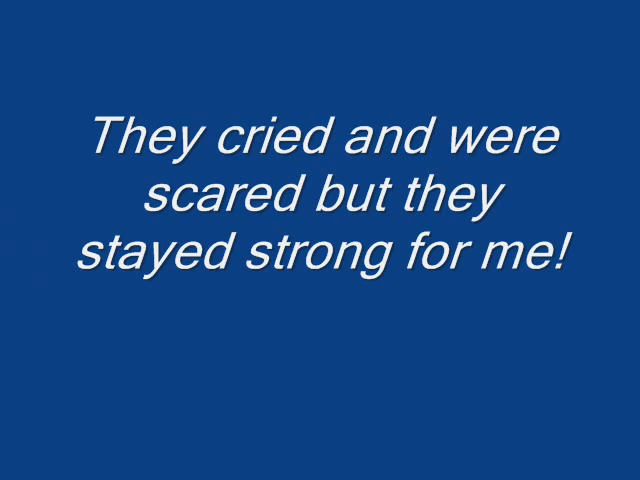 They cried and were
scared but they
stayed strong for me!